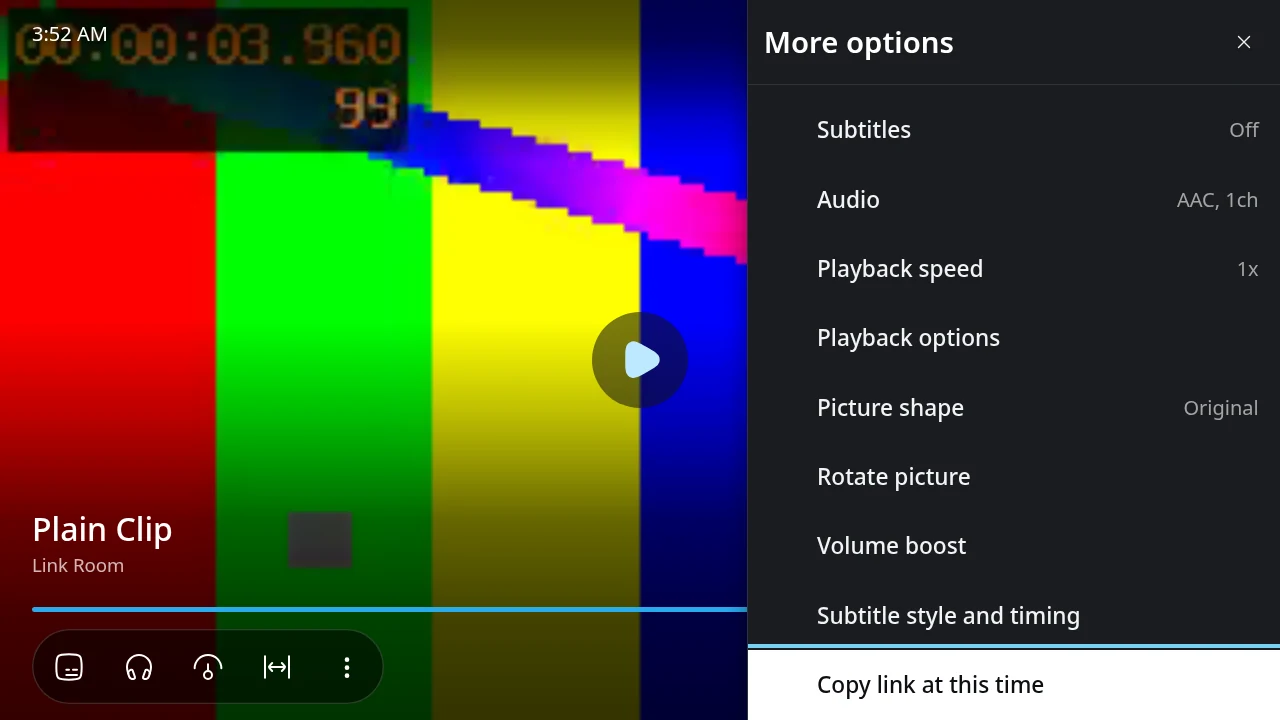 3:52 AM
00:00:03.960
99
Plain Clip
Link Room
More options
Subtitles Off
Audio AAC, 1ch
Playback speed 1x
Playback options
Picture shape Original
Rotate picture
Volume boost
Subtitle style and timing
Copy link at this time